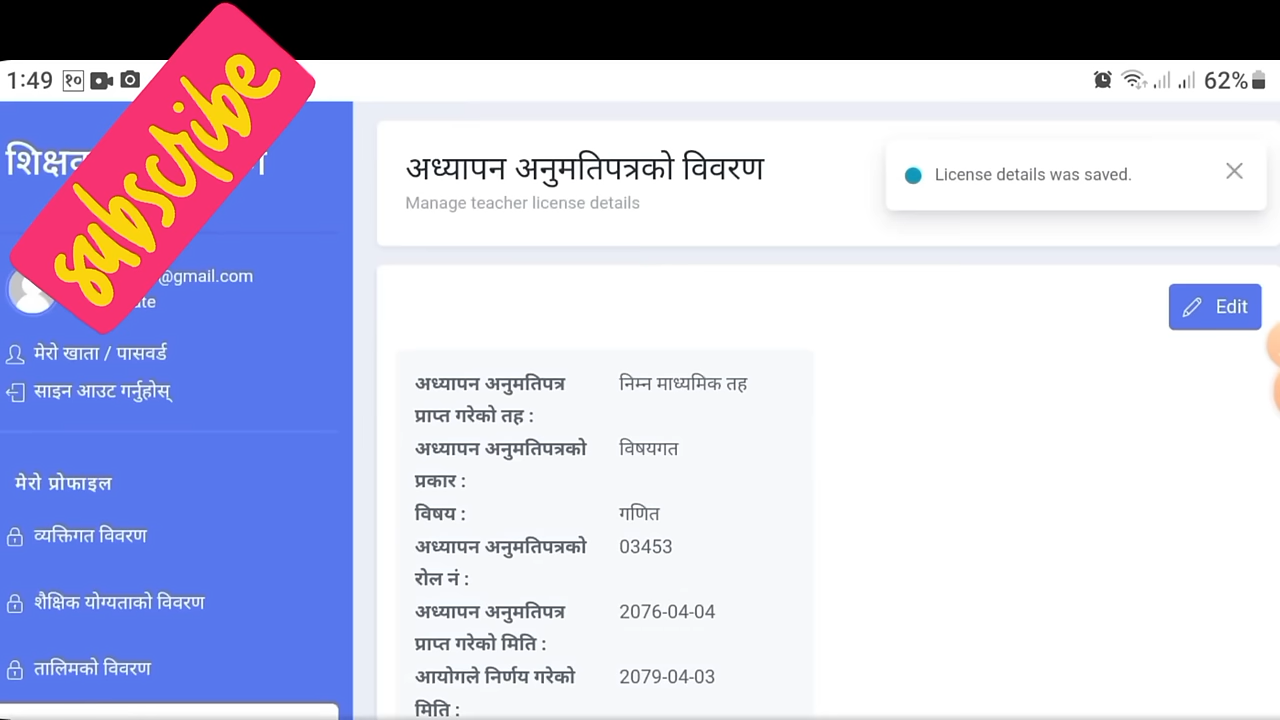 1:49 १० 62%
subscribe
अध्यापन अनुमतिपत्रको विवरण
Manage teacher license details
License details was saved.
@gmail.com
मेरो खाता / पासवर्ड
साइन आउट गर्नुहोस्
मेरो प्रोफाइल
व्यक्तिगत विवरण
शैक्षिक योग्यताको विवरण
तालिमको विवरण
Edit
अध्यापन अनुमतिपत्र निम्न माध्यमिक तह
प्राप्त गरेको तह :
अध्यापन अनुमतिपत्रको विषयगत
प्रकार :
विषय : गणित
अध्यापन अनुमतिपत्रको 03453
रोल नं :
अध्यापन अनुमतिपत्र 2076-04-04
प्राप्त गरेको मिति :
आयोगले निर्णय गरेको 2079-04-03
मिति :